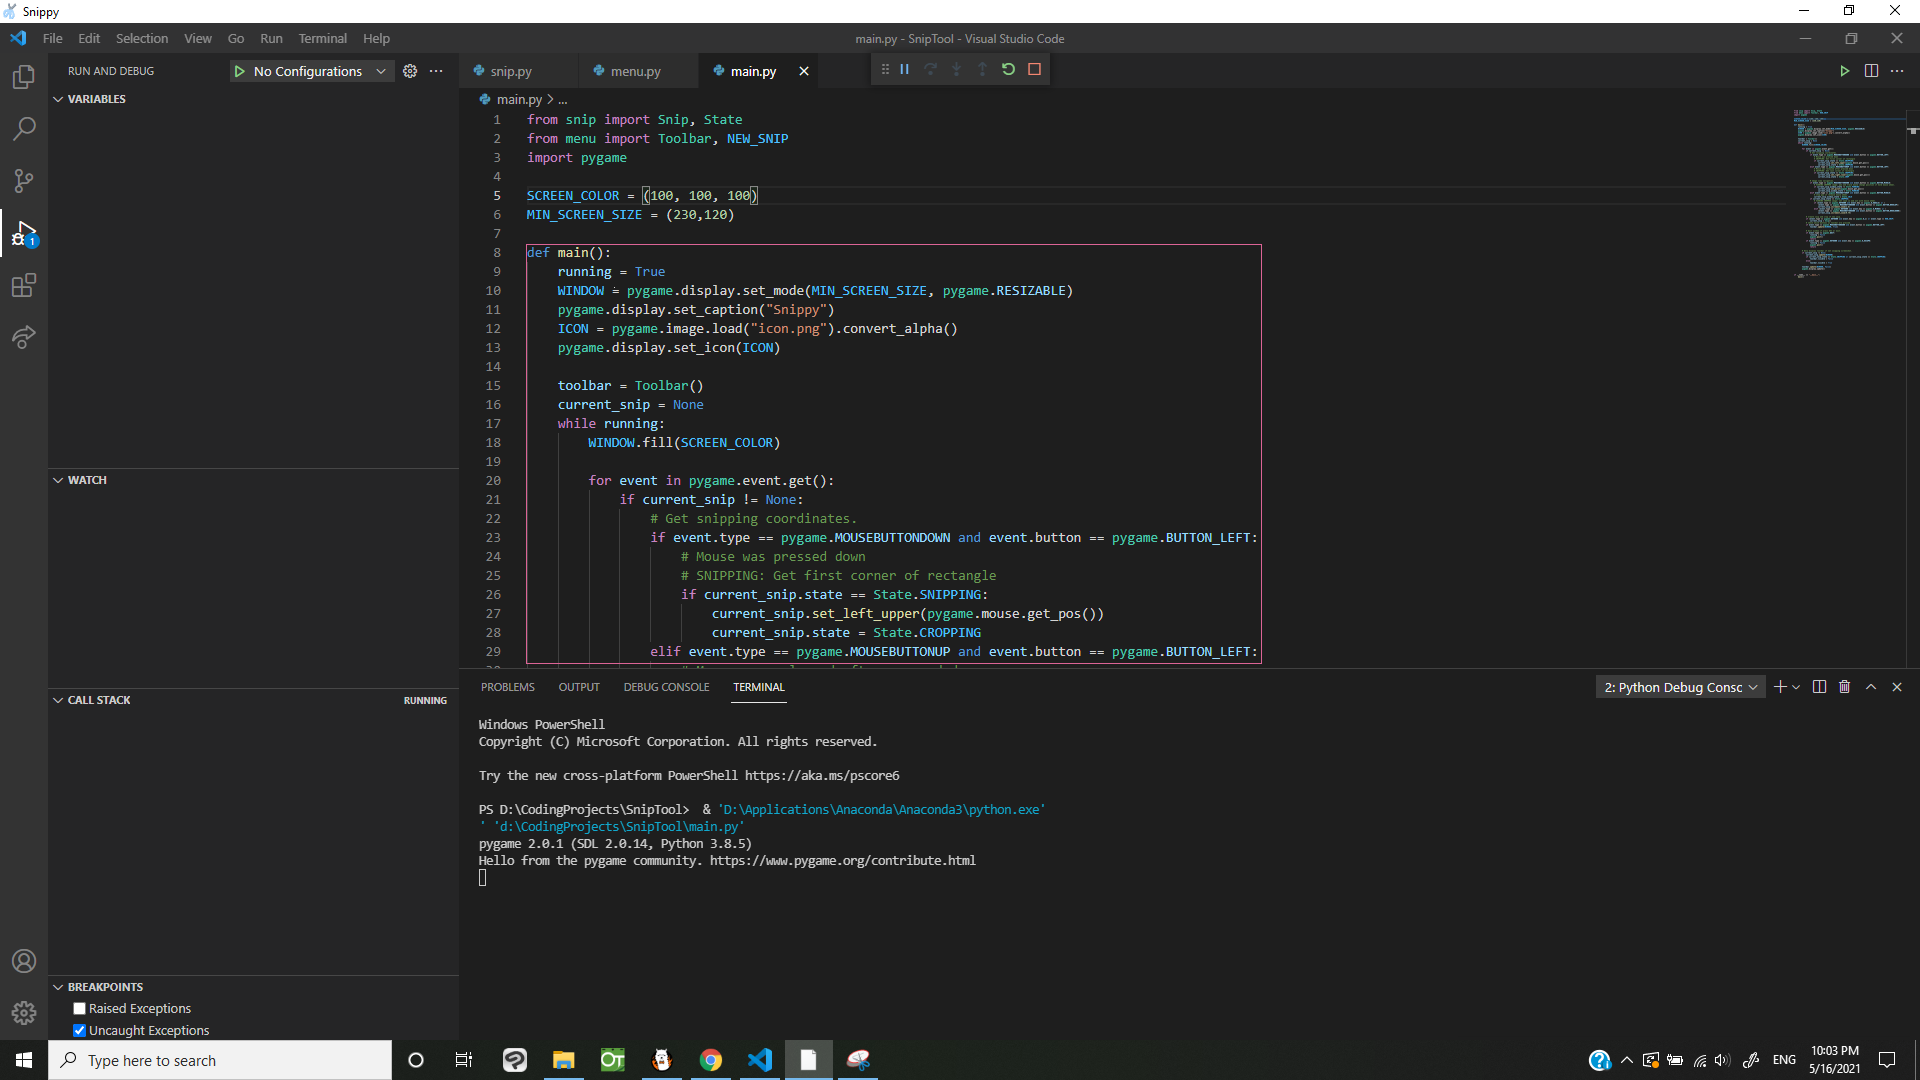 Snippy
File Edit Selection View Go Run Terminal Help
main.py - SnipTool - Visual Studio Code
RUN AND DEBUG
No Configurations
snip.py
menu.py
main.py
VARIABLES
main.py > ...
1 from snip import Snip, State
2 from menu import Toolbar, NEW_SNIP
3 import pygame
4
5 SCREEN_COLOR = (100, 100, 100)
6 MIN_SCREEN_SIZE = (230,120)
7
8 def main():
9 running = True
10 WINDOW = pygame.display.set_mode(MIN_SCREEN_SIZE, pygame.RESIZABLE)
11 pygame.display.set_caption("Snippy")
12 ICON = pygame.image.load("icon.png").convert_alpha()
13 pygame.display.set_icon(ICON)
14
15 toolbar = Toolbar()
16 current_snip = None
17 while running:
18 WINDOW.fill(SCREEN_COLOR)
19
20 for event in pygame.event.get():
21 if current_snip != None:
22 # Get snipping coordinates.
23 if event.type == pygame.MOUSEBUTTONDOWN and event.button == pygame.BUTTON_LEFT:
24 # Mouse was pressed down
25 # SNIPPING: Get first corner of rectangle
26 if current_snip.state == State.SNIPPING:
27 current_snip.set_left_upper(pygame.mouse.get_pos())
28 current_snip.state = State.CROPPING
29 elif event.type == pygame.MOUSEBUTTONUP and event.button == pygame.BUTTON_LEFT:
WATCH
CALL STACK
RUNNING
BREAKPOINTS
Raised Exceptions
Uncaught Exceptions
1
PROBLEMS OUTPUT DEBUG CONSOLE TERMINAL
2: Python Debug Consc
Windows PowerShell
Copyright (C) Microsoft Corporation. All rights reserved.
Try the new cross-platform PowerShell https://aka.ms/pscore6
PS D:\CodingProjects\SnipTool> & 'D:\Applications\Anaconda\Anaconda3\python.exe'
' 'd:\CodingProjects\SnipTool\main.py'
pygame 2.0.1 (SDL 2.0.14, Python 3.8.5)
Hello from the pygame community. https://www.pygame.org/contribute.html
Type here to search
OT
ENG
10:03 PM
5/16/2021